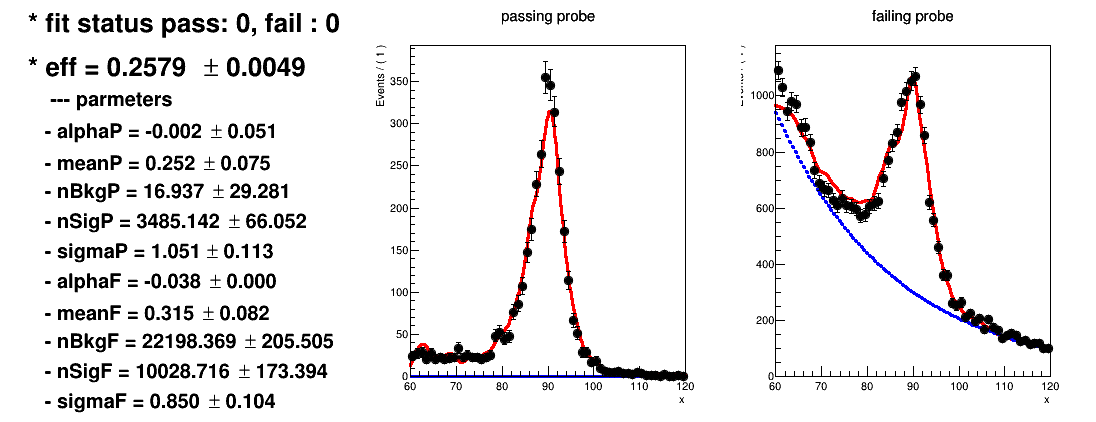 * fit status pass: 0, fail : 0
* eff = 0.2579 ± 0.0049
--- parmeters
- alphaP = -0.002 ± 0.051
- meanP = 0.252 ± 0.075
- nBkgP = 16.937 ± 29.281
- nSigP = 3485.142 ± 66.052
- sigmaP = 1.051 ± 0.113
- alphaF = -0.038 ± 0.000
- meanF = 0.315 ± 0.082
- nBkgF = 22198.369 ± 205.505
- nSigF = 10028.716 ± 173.394
- sigmaF = 0.850 ± 0.104
passing probe
Events / ( 1 )
350
300
250
200
150
100
50
0
60 70 80 90 100 110 120
x
failing probe
1000
800
600
400
200
0
60 70 80 90 100 110 120
x